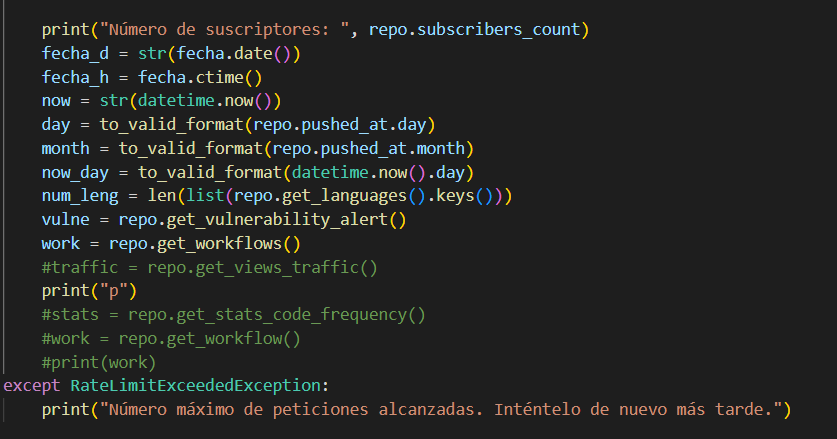 print("Número de suscriptores: ", repo.subscribers_count)
fecha_d = str(fecha.date())
fecha_h = fecha.ctime()
now = str(datetime.now())
day = to_valid_format(repo.pushed_at.day)
month = to_valid_format(repo.pushed_at.month)
now_day = to_valid_format(datetime.now().day)
num_leng = len(list(repo.get_languages().keys()))
vulne = repo.get_vulnerability_alert()
work = repo.get_workflows()
#traffic = repo.get_views_traffic()
print("p")
#stats = repo.get_stats_code_frequency()
#work = repo.get_workflow()
#print(work)
except RateLimitExceededException:
print("Número máximo de peticiones alcanzadas. Inténtelo de nuevo más tarde.")